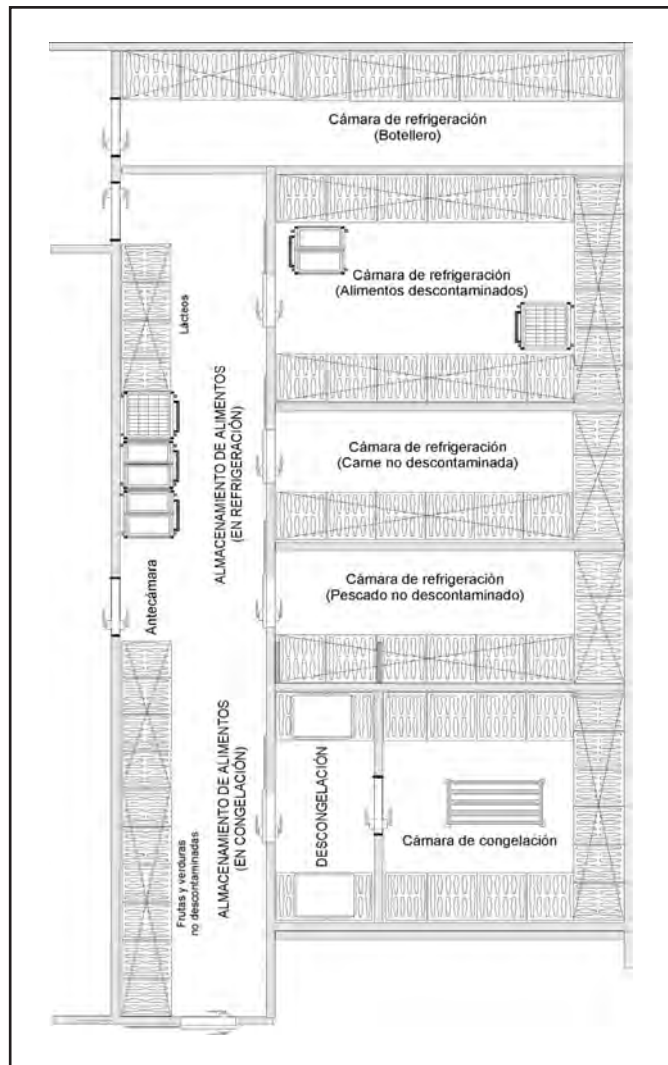 Cámara de refrigeración
(Botellero)
Cámara de refrigeración
(Alimentos descontaminados)
Lácteos
ALMACENAMIENTO DE ALIMENTOS
(EN REFRIGERACIÓN)
Cámara de refrigeración
(Carne no descontaminada)
Antecámara
Cámara de refrigeración
(Pescado no descontaminado)
Frutas y verduras
no descontaminadas
ALMACENAMIENTO DE ALIMENTOS
(EN CONGELACIÓN)
DESCONGELACIÓN
Cámara de congelación